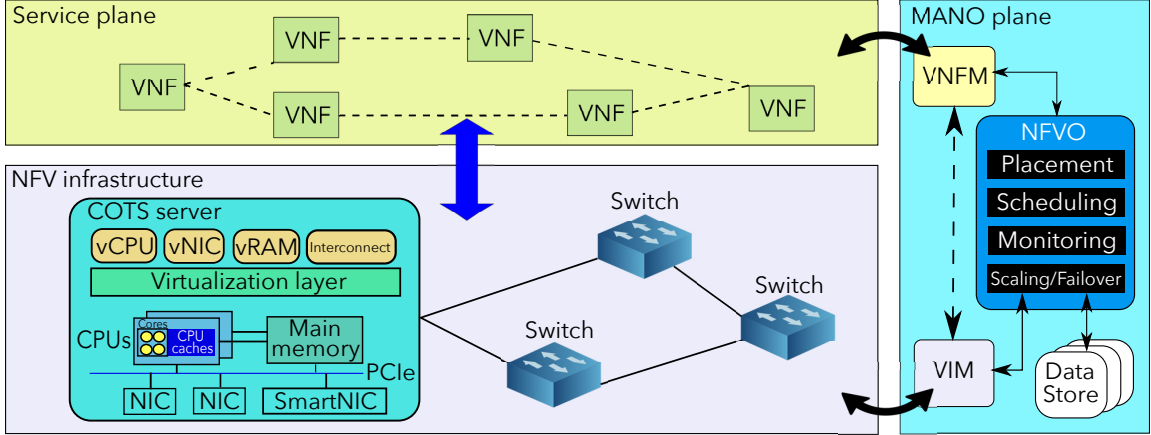 Service plane
VNF
VNF
VNF
VNF
VNF
VNF
NFV infrastructure
COTS server
vCPU
vNIC
vRAM
Interconnect
Virtualization layer
CPUs
Cores
CPU
caches
Main
memory
PCIe
NIC
NIC
SmartNIC
Switch
Switch
Switch
MANO plane
VNFM
NFVO
Placement
Scheduling
Monitoring
Scaling/Failover
VIM
Data
Store